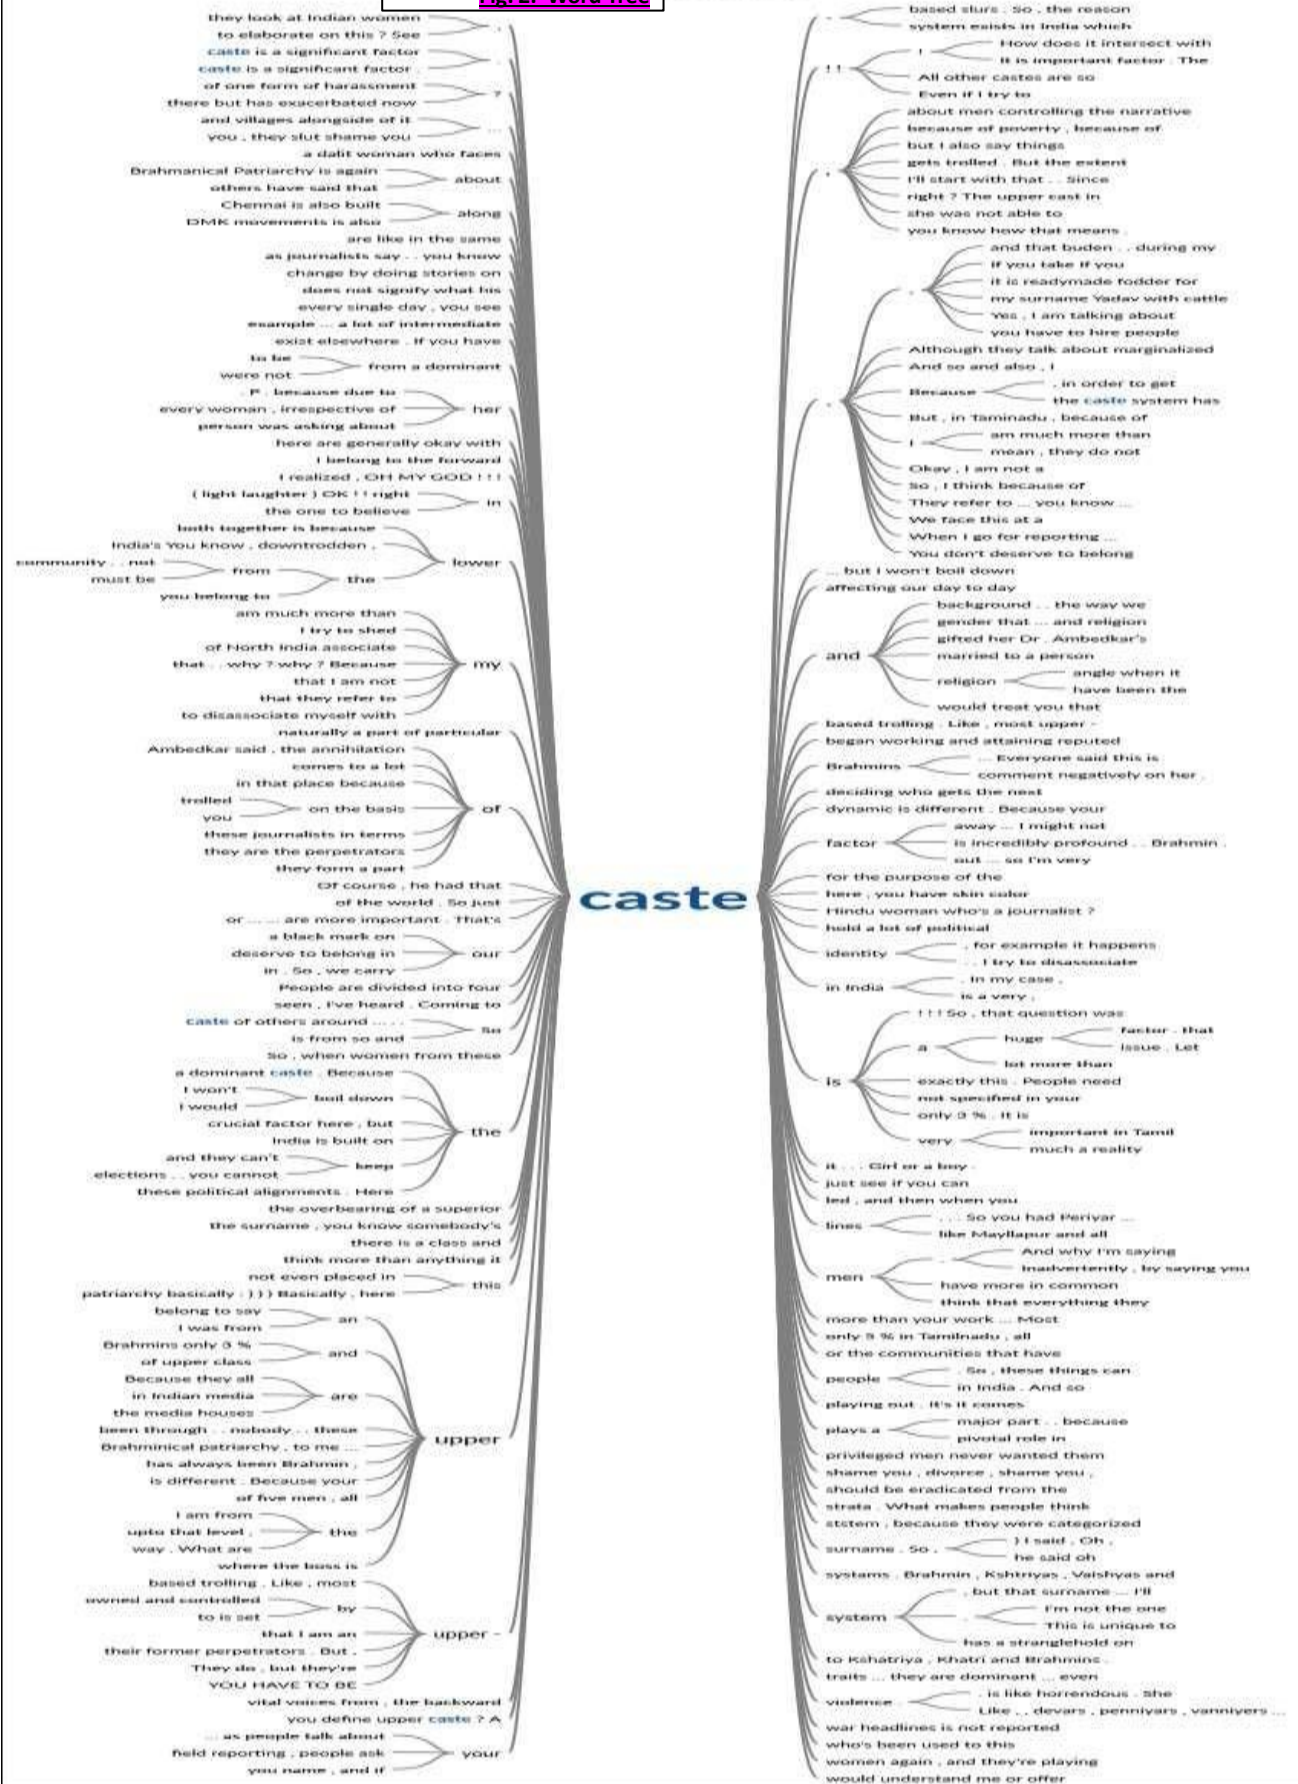 Fig. 2. Word Tree
they look at Indian women
to elaborate on this ? See
,
caste is a significant factor
caste is a significant factor .
.
of one form of harassment
there but has exacerbated now
?
and villages alongside of it
you , they slut shame you
...
a dalit woman who faces
Brahmanical Patriarchy is again
others have said that
about
Chennai is also built
DMK movements is also
along
are like in the same
as journalists say . . you know
change by doing stories on
does not signify what his
every single day , you see
example ... a lot of intermediate
exist elsewhere . If you have
to be
were not
from a dominant
. P . because due to
every woman , irrespective of
person was asking about
her
here are generally okay with
I belong to the forward
I realized , OH MY GOD ! ! !
( light laughter ) OK ! ! right
the one to believe
in
both together is because
India's You know , downtrodden ,
community . . not
must be
from
you belong to
the
lower
am much more than
I try to shed
of North India associate
that . . why ? why ? Because
that I am not
that they refer to
to disassociate myself with
my
naturally a part of particular
Ambedkar said , the annihilation
comes to a lot
in that place because
trolled
you
on the basis
these journalists in terms
they are the perpetrators
they form a part
of
Of course , he had that
of the world . So just
or ... ... are more important . That's
a black mark on
deserve to belong in
in . So , we carry
our
People are divided into four
seen , I've heard . Coming to
caste of others around ... . .
is from so and
So
So , when women from these
a dominant caste . Because
I won't
I would
boil down
crucial factor here , but
India is built on
and they can't
elections . . you cannot
keep
these political alignments . Here
the
the overbearing of a superior
the surname , you know somebody's
there is a class and
think more than anything it
not even placed in
patriarchy basically : ) ) ) Basically , here
this
belong to say
I was from
an
Brahmins only 3 %
of upper class
and
Because they all
in Indian media
the media houses
are
been through . . nobody . . these
Brahminical patriarchy , to me ...
has always been Brahmin ,
is different . Because your
of five men , all
I am from
upto that level ,
way . What are
the
where the boss is
upper
based trolling . Like , most
owned and controlled
to is set
by
that I am an
their former perpetrators . But ,
They do , but they're
YOU HAVE TO BE
upper -
vital voices from , the backward
you define upper caste ? A
... as people talk about
field reporting , people ask
you name , and if
your
caste
-
based slurs . So , the reason
system exists in India which
! !
!
How does it intersect with
It is important factor . The
All other castes are so
Even if I try to
,
about men controlling the narrative
because of poverty , because of
but I also say things
gets trolled . But the extent
I'll start with that . . Since
right ? The upper cast in
she was not able to
you know how that means .
.
.
and that buden . . during my
if you take If you
it is readymade fodder for
my surname Yadav with cattle
Yes , I am talking about
you have to hire people
Although they talk about marginalized
And so and also , I
Because
, in order to get
the caste system has
But , in Taminadu , because of
I
am much more than
mean , they do not
Okay , I am not a
So , I think because of
They refer to ... you know ...
We face this at a
When I go for reporting ...
You don't deserve to belong
... but I won't boil down
affecting our day to day
and
background . . the way we
gender that ... and religion
gifted her Dr . Ambedkar's
married to a person
religion
angle when it
have been the
would treat you that
based trolling . Like , most upper -
began working and attaining reputed
Brahmins
... Everyone said this is
comment negatively on her .
deciding who gets the next
dynamic is different . Because your
factor
away ... I might not
is incredibly profound . . Brahmin .
out ... so I'm very
for the purpose of the
here , you have skin color
Hindu woman who's a journalist ?
hold a lot of political
identity
, for example it happens
. . I try to disassociate
in India
. In my case ,
is a very ,
is
! ! ! So , that question was
a
huge
factor . that
issue . Let
lot more than
exactly this . People need
not specified in your
only 3 % . It is
very
important in Tamil
much a reality
it . . . Girl or a boy .
just see if you can
led , and then when you
lines
. . . So you had Periyar ...
like Mayllapur and all
men
.
And why I'm saying
Inadvertently , by saying you
have more in common
think that everything they
more than your work ... Most
only 3 % in Tamilnadu , all
or the communities that have
people
. So , these things can
in India . And so
playing out . It's it comes
plays a
major part . . because
pivotal role in
privileged men never wanted them
shame you , divorce , shame you ,
should be eradicated from the
strata . What makes people think
ststem , because they were categorized
surname . So ,
) I said , Oh ,
he said oh
systems . Brahmin , Kshtriyas , Vaishyas and
system
, but that surname ... I'll
.
I'm not the one
This is unique to
has a stranglehold on
to Kshatriya , Khatri and Brahmins .
traits ... they are dominant ... even
violence .
. is like horrendous . She
Like , . devars , penniyars , vanniyers ...
war headlines is not reported
who's been used to this
women again , and they're playing
would understand me or offer